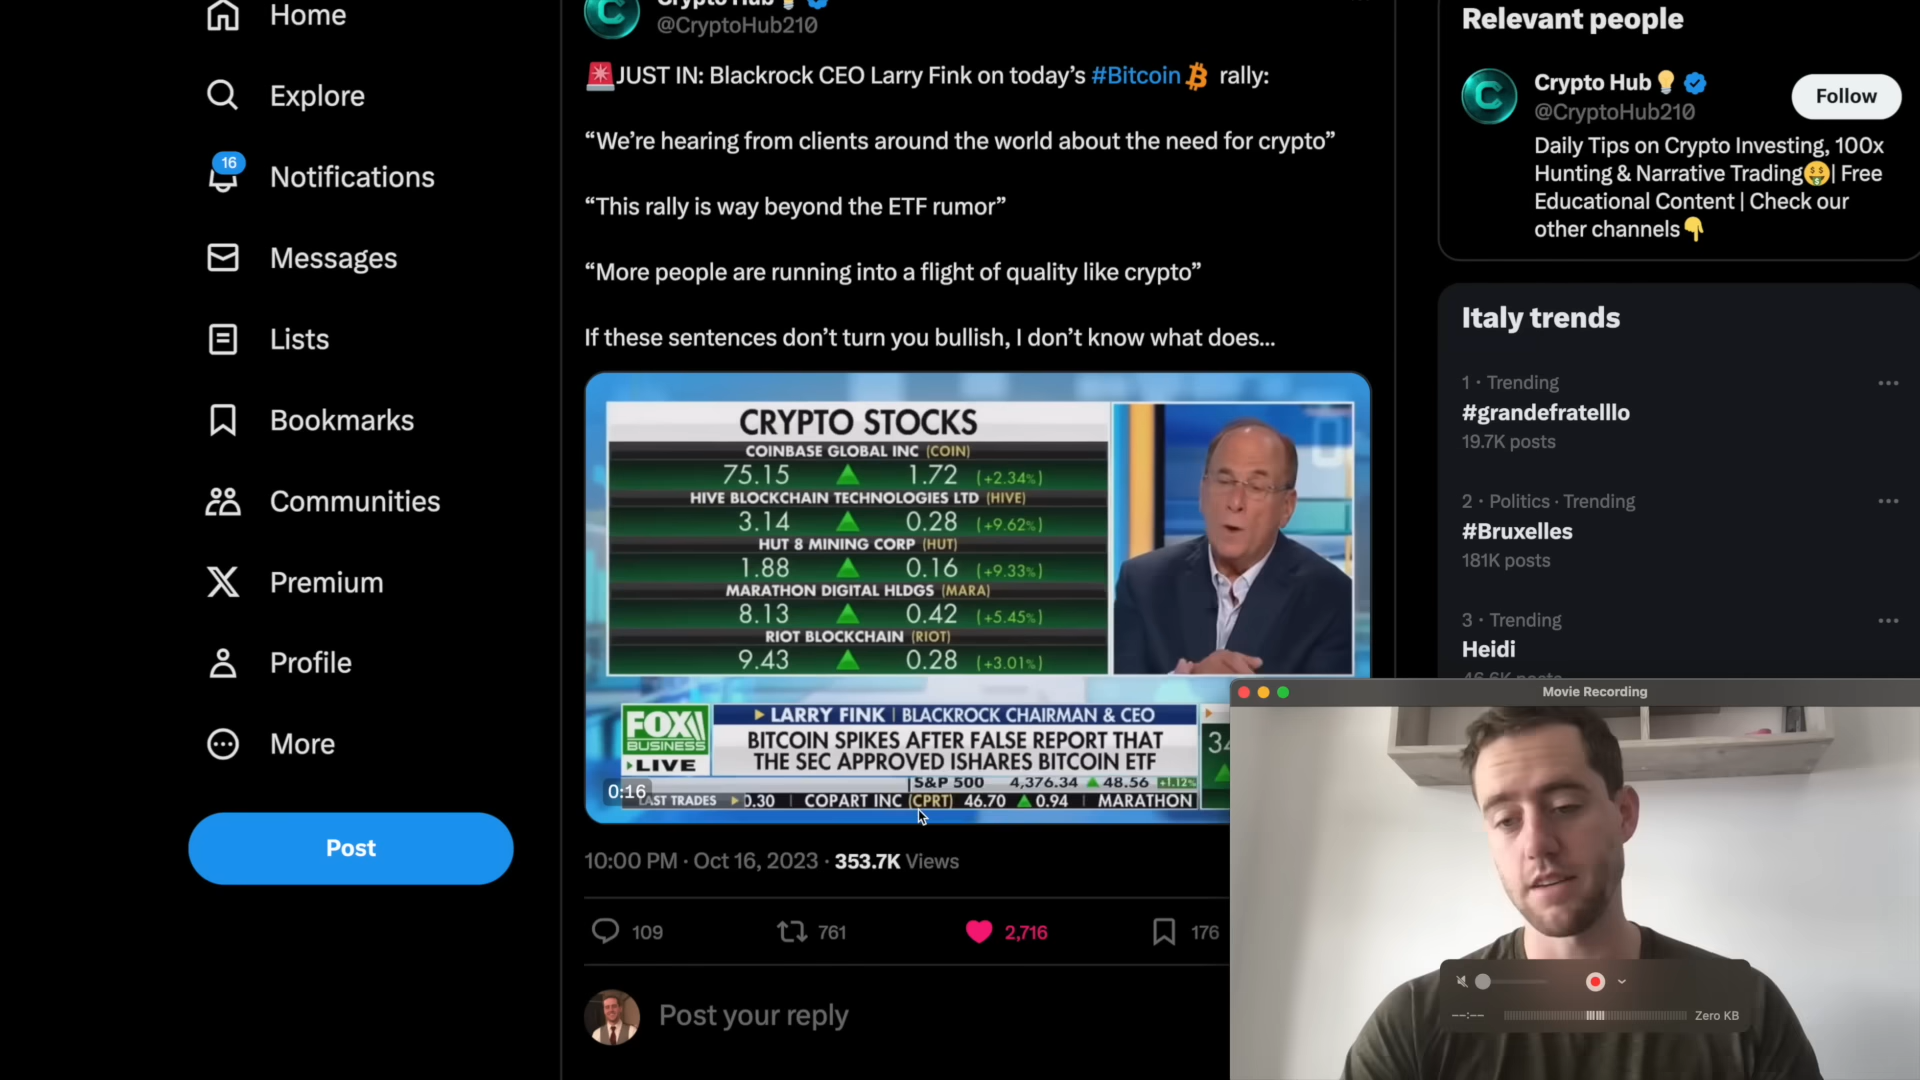 Home
Explore
16
Notifications
Messages
Lists
Bookmarks
Communities
Premium
Profile
More
Post
@CryptoHub210
🚨JUST IN: Blackrock CEO Larry Fink on today’s #Bitcoin rally:
“We’re hearing from clients around the world about the need for crypto”
“This rally is way beyond the ETF rumor”
“More people are running into a flight of quality like crypto”
If these sentences don’t turn you bullish, I don’t know what does...
CRYPTO STOCKS
COINBASE GLOBAL INC (COIN)
75.15 ▲ 1.72 (+2.34%)
HIVE BLOCKCHAIN TECHNOLOGIES LTD (HIVE)
3.14 ▲ 0.28 (+9.62%)
HUT 8 MINING CORP (HUT)
1.88 ▲ 0.16 (+9.33%)
MARATHON DIGITAL HLDGS (MARA)
8.13 ▲ 0.42 (+5.45%)
RIOT BLOCKCHAIN (RIOT)
9.43 ▲ 0.28 (+3.01%)
FOX
BUSINESS
LIVE
LARRY FINK | BLACKROCK CHAIRMAN & CEO
BITCOIN SPIKES AFTER FALSE REPORT THAT
THE SEC APPROVED ISHARES BITCOIN ETF
S&P 500 4,376.34 ▲ 48.56 +1.12%
0:16
LAST TRADES 0.30 | COPART INC (CPRT) 46.70 ▲ 0.94 | MARATHON
10:00 PM · Oct 16, 2023 · 353.7K Views
109 761 2,716 176
Post your reply
Relevant people
Crypto Hub💡
@CryptoHub210
Follow
Daily Tips on Crypto Investing, 100x
Hunting & Narrative Trading🤑| Free
Educational Content | Check our
other channels👇
Italy trends
1 · Trending
#grandefratelllo
19.7K posts
2 · Politics · Trending
#Bruxelles
181K posts
3 · Trending
Heidi
Movie Recording
--:-- Zero KB